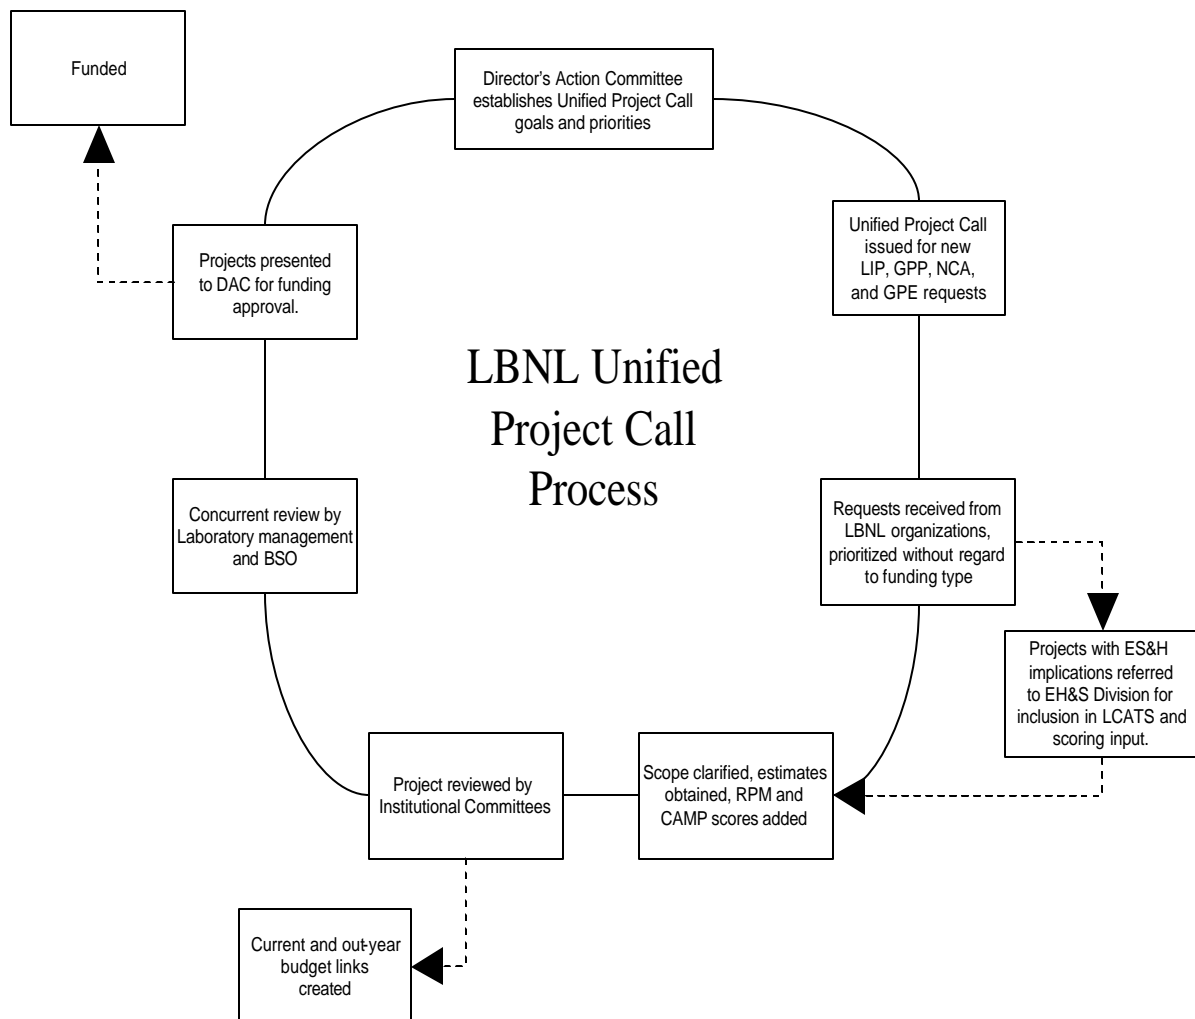 Funded
Director's Action Committee
establishes Unified Project Call
goals and priorities
Unified Project Call
issued for new
LIP, GPP, NCA,
and GPE requests
Projects presented
to DAC for funding
approval.
LBNL Unified
Project Call
Process
Concurrent review by
Laboratory management
and BSO
Requests received from
LBNL organizations,
prioritized without regard
to funding type
Projects with ES&H
implications referred
to EH&S Division for
inclusion in LCATS and
scoring input.
Project reviewed by
Institutional Committees
Scope clarified, estimates
obtained, RPM and
CAMP scores added
Current and out-year
budget links
created